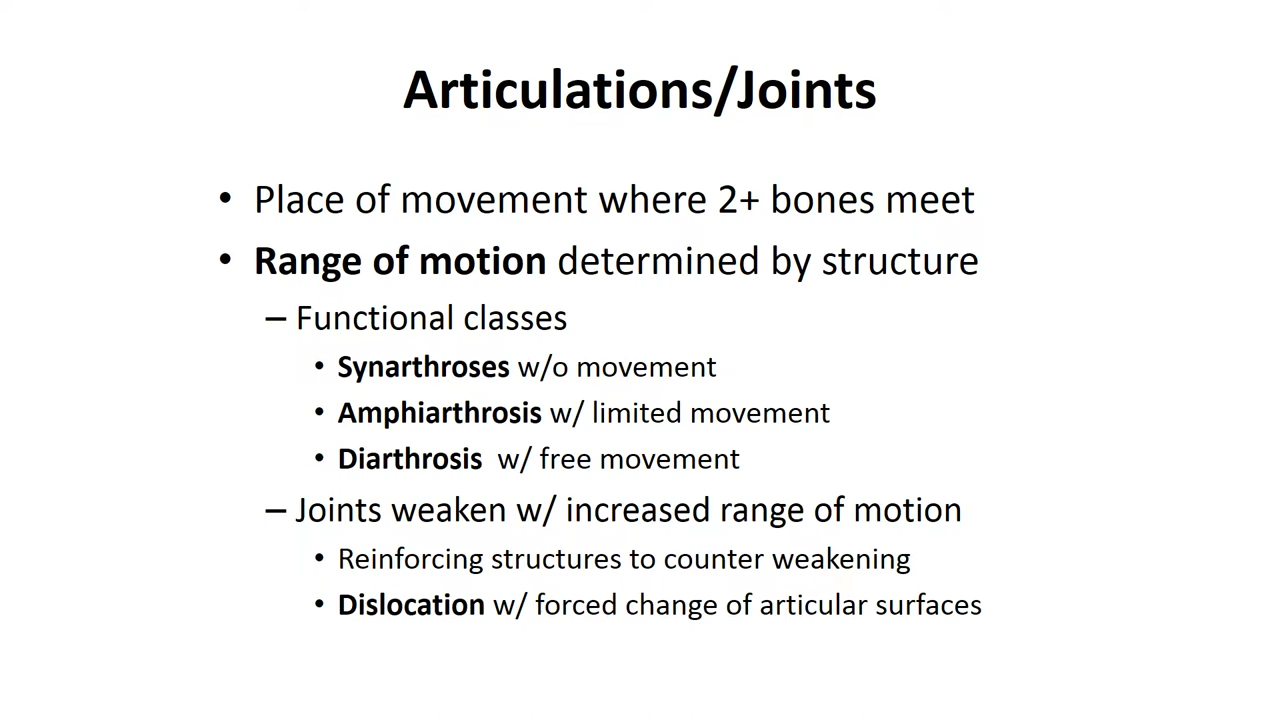 Articulations/Joints
• Place of movement where 2+ bones meet
• Range of motion determined by structure
– Functional classes
• Synarthroses w/o movement
• Amphiarthrosis w/ limited movement
• Diarthrosis w/ free movement
– Joints weaken w/ increased range of motion
• Reinforcing structures to counter weakening
• Dislocation w/ forced change of articular surfaces